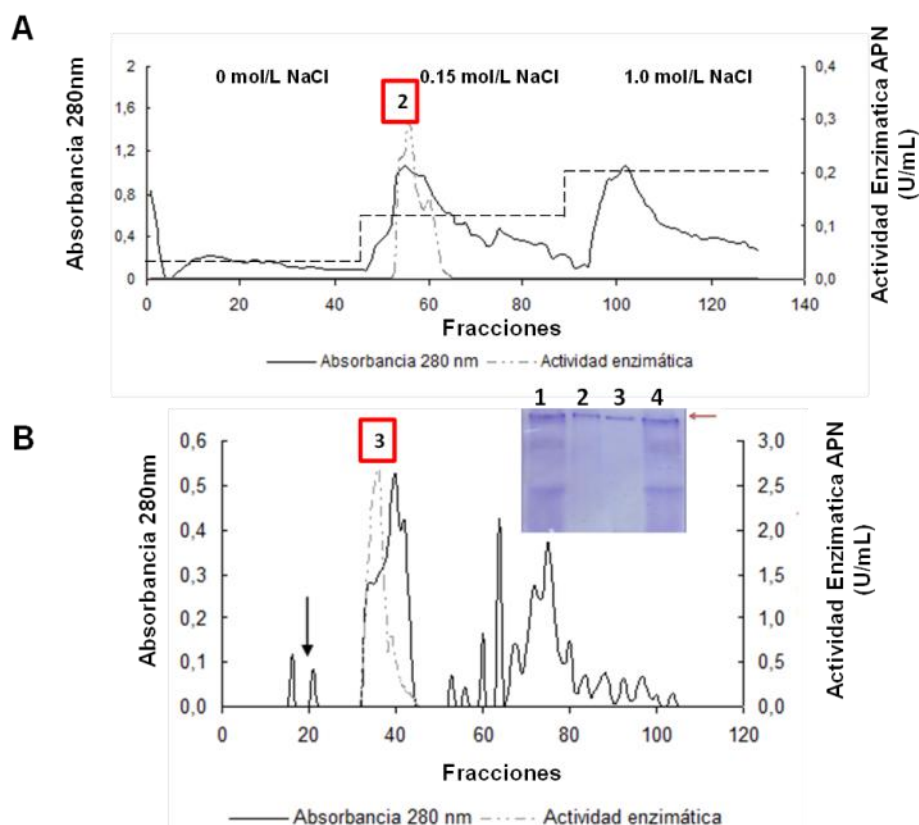 A
Absorbancia 280nm
2
1,6
1,2
0,8
0,4
0
0 mol/L NaCl
0.15 mol/L NaCl
1.0 mol/L NaCl
2
0,4
0,3
0,2
0,1
0,0
Actividad Enzimatica APN
(U/mL)
0 20 40 60 80 100 120 140
Fracciones
Absorbancia 280 nm Actividad enzimática
B
Absorbancia 280nm
0,6
0,5
0,4
0,3
0,2
0,1
0,0
3
1 2 3 4
3,0
2,5
2,0
1,5
1,0
0,5
0,0
Actividad Enzimatica APN
(U/mL)
0 20 40 60 80 100 120
Fracciones
Absorbancia 280 nm Actividad enzimática